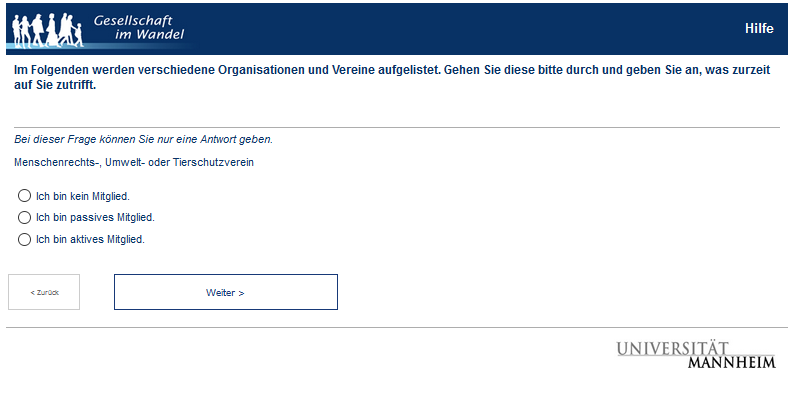 Gesellschaft
im Wandel
Hilfe
Im Folgenden werden verschiedene Organisationen und Vereine aufgelistet. Gehen Sie diese bitte durch und geben Sie an, was zurzeit
auf Sie zutrifft.
Bei dieser Frage können Sie nur eine Antwort geben.
Menschenrechts-, Umwelt- oder Tierschutzverein
Ich bin kein Mitglied.
Ich bin passives Mitglied.
Ich bin aktives Mitglied.
< Zurück
Weiter >
UNIVERSITÄT
MANNHEIM